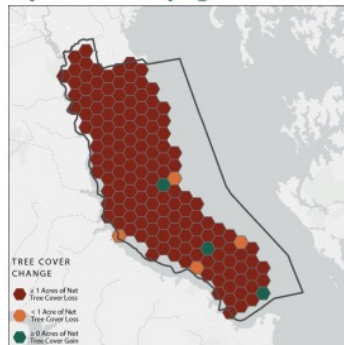 TREE COVER
CHANGE
≥ 1 Acres of Net
Tree Cover Loss
< 1 Acre of Net
Tree Cover Loss
≥ 0 Acres of Net
Tree Cover Gain